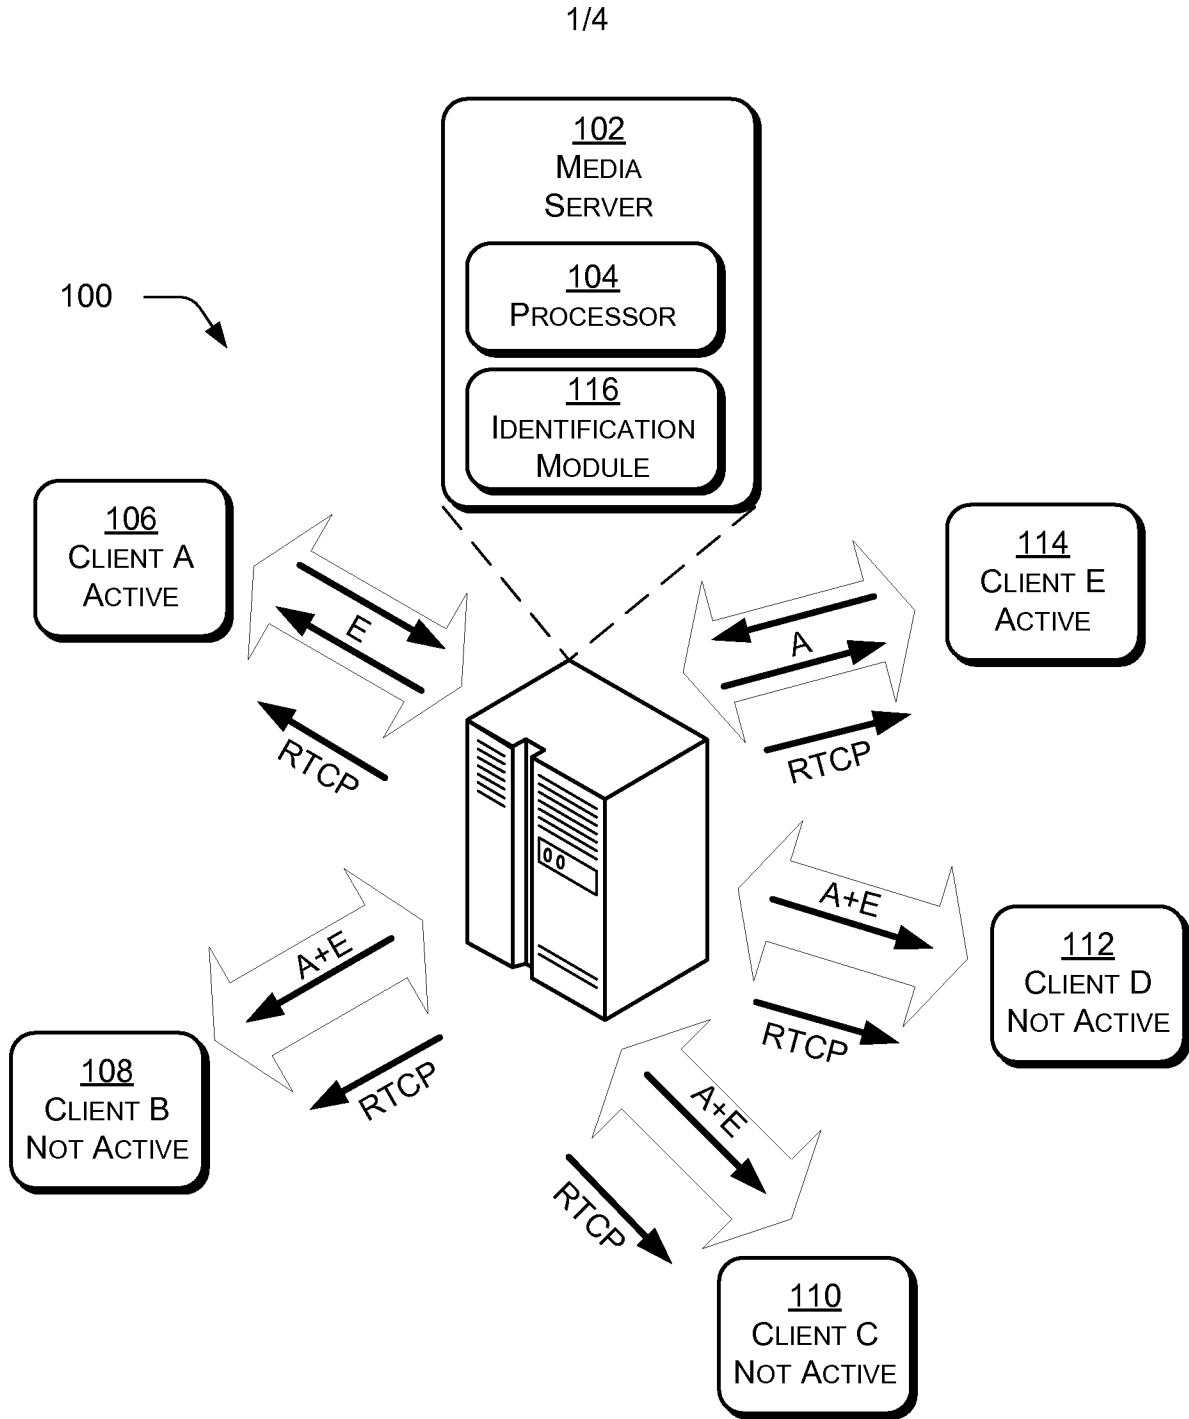 1/4
102
MEDIA
SERVER
104
PROCESSOR
116
IDENTIFICATION
MODULE
100
106
CLIENT A
ACTIVE
114
CLIENT E
ACTIVE
E
RTCP
A
RTCP
A+E
RTCP
108
CLIENT B
NOT ACTIVE
A+E
RTCP
112
CLIENT D
NOT ACTIVE
A+E
RTCP
110
CLIENT C
NOT ACTIVE